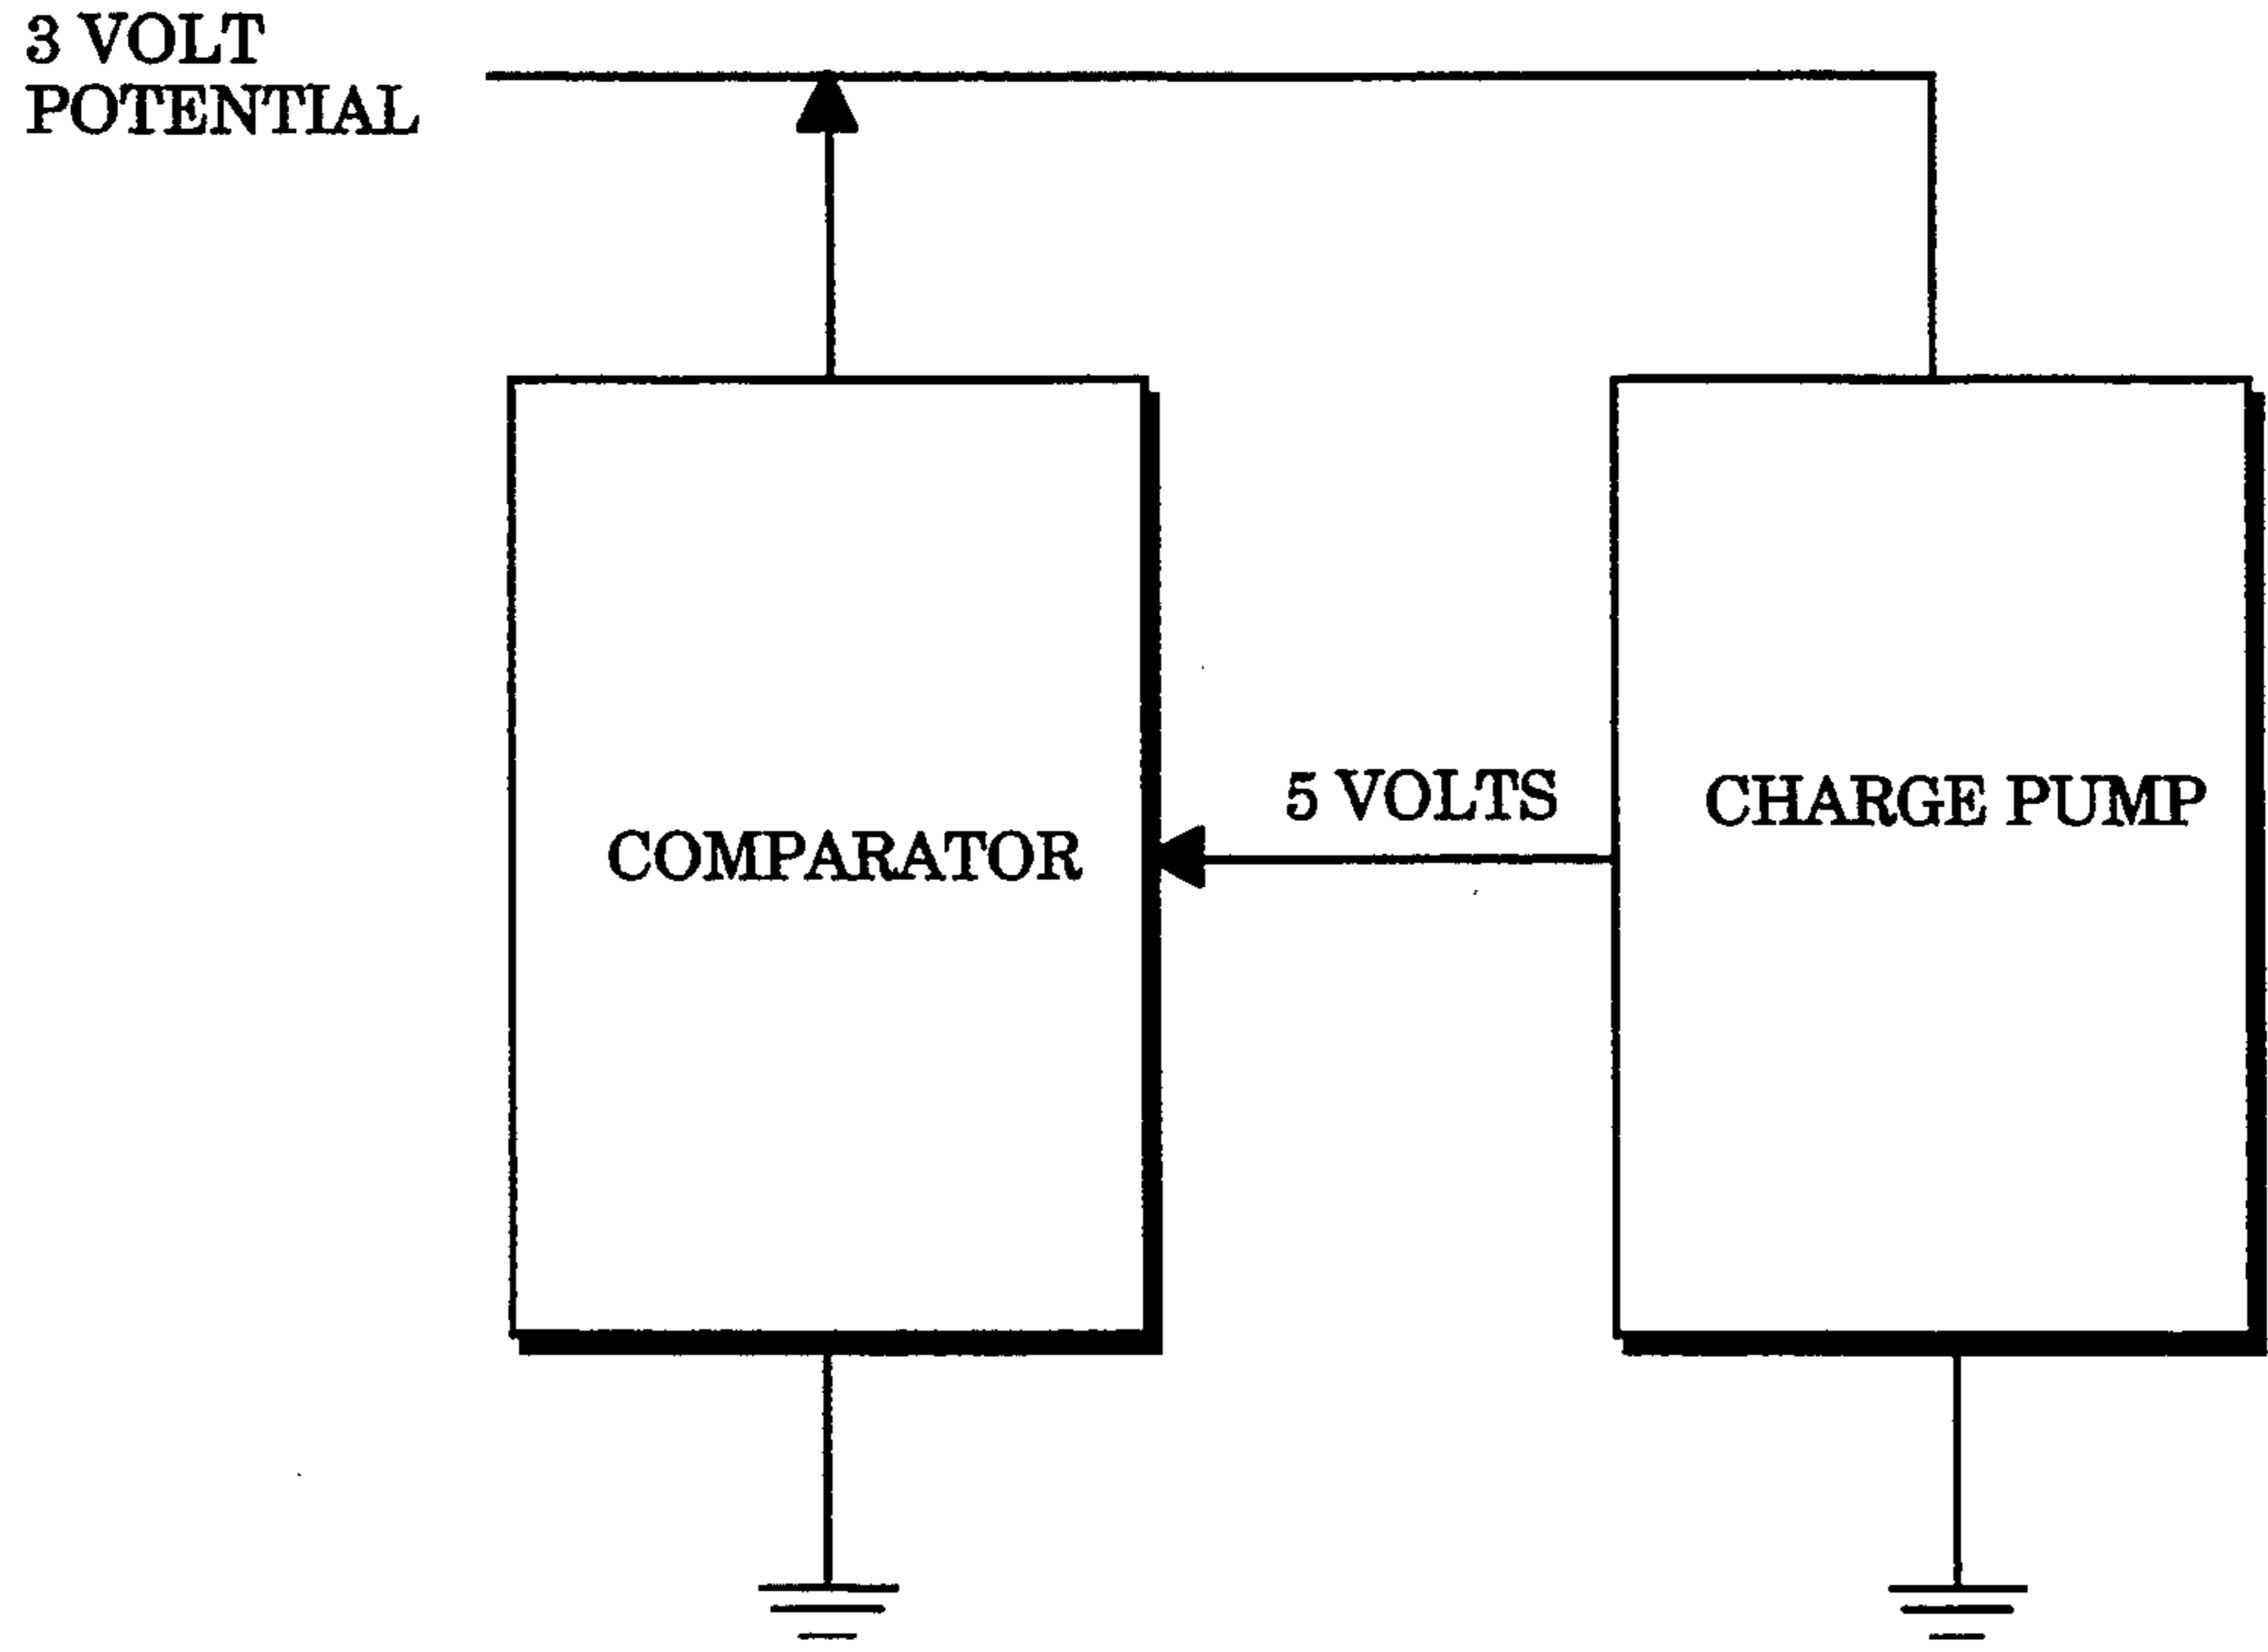 3 VOLT
POTENTIAL
5 VOLTS
CHARGE PUMP
COMPARATOR